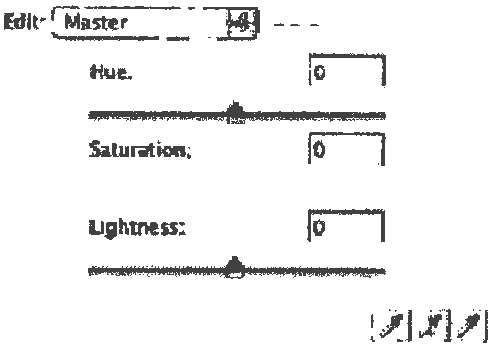 Edit: Master
Hue: 0
Saturation: 0
Lightness: 0